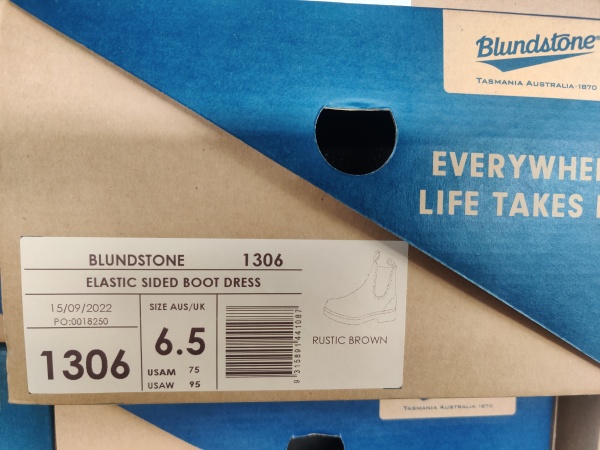 Blundstone
TASMANIA AUSTRALIA·1870
EVERYWHE
LIFE TAKES
BLUNDSTONE 1306
ELASTIC SIDED BOOT DRESS
15/09/2022
PO:0018250
1306
SIZE AUS/UK
6.5
USAM 75
USAW 95
9315891441087
RUSTIC BROWN
TASMANIA AUSTRALIA 1870